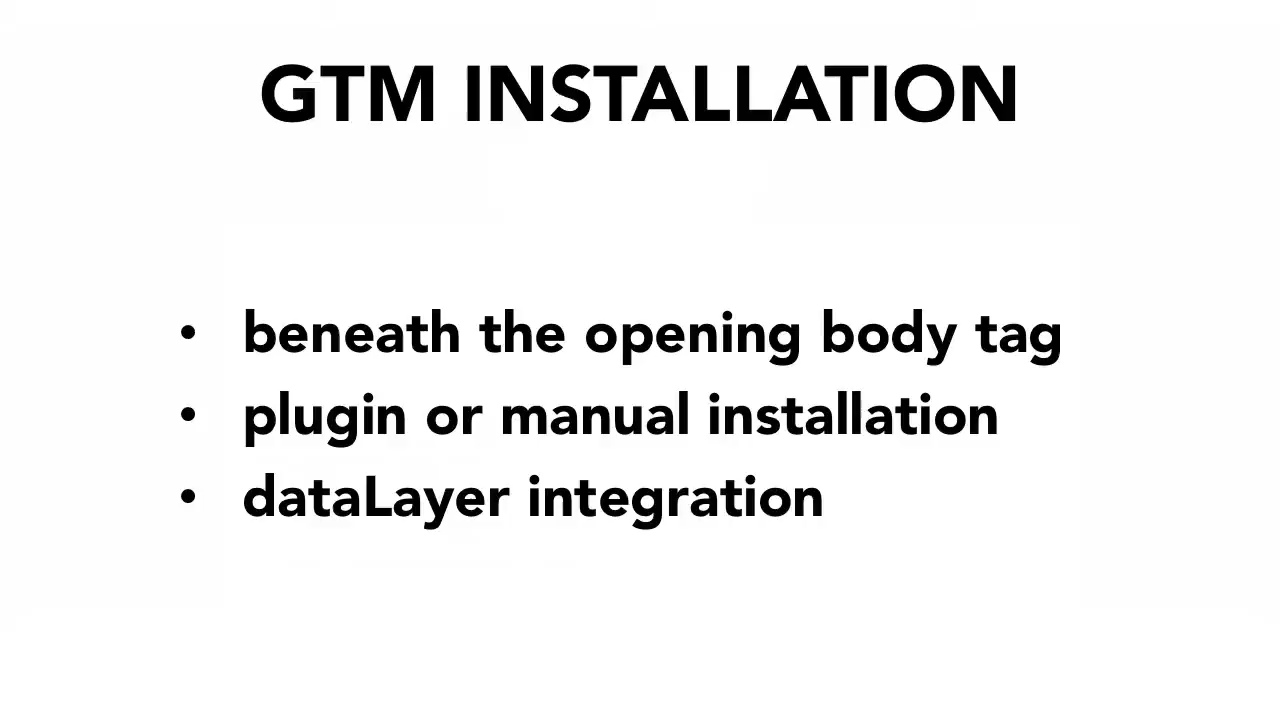 GTM INSTALLATION
• beneath the opening body tag
• plugin or manual installation
• dataLayer integration